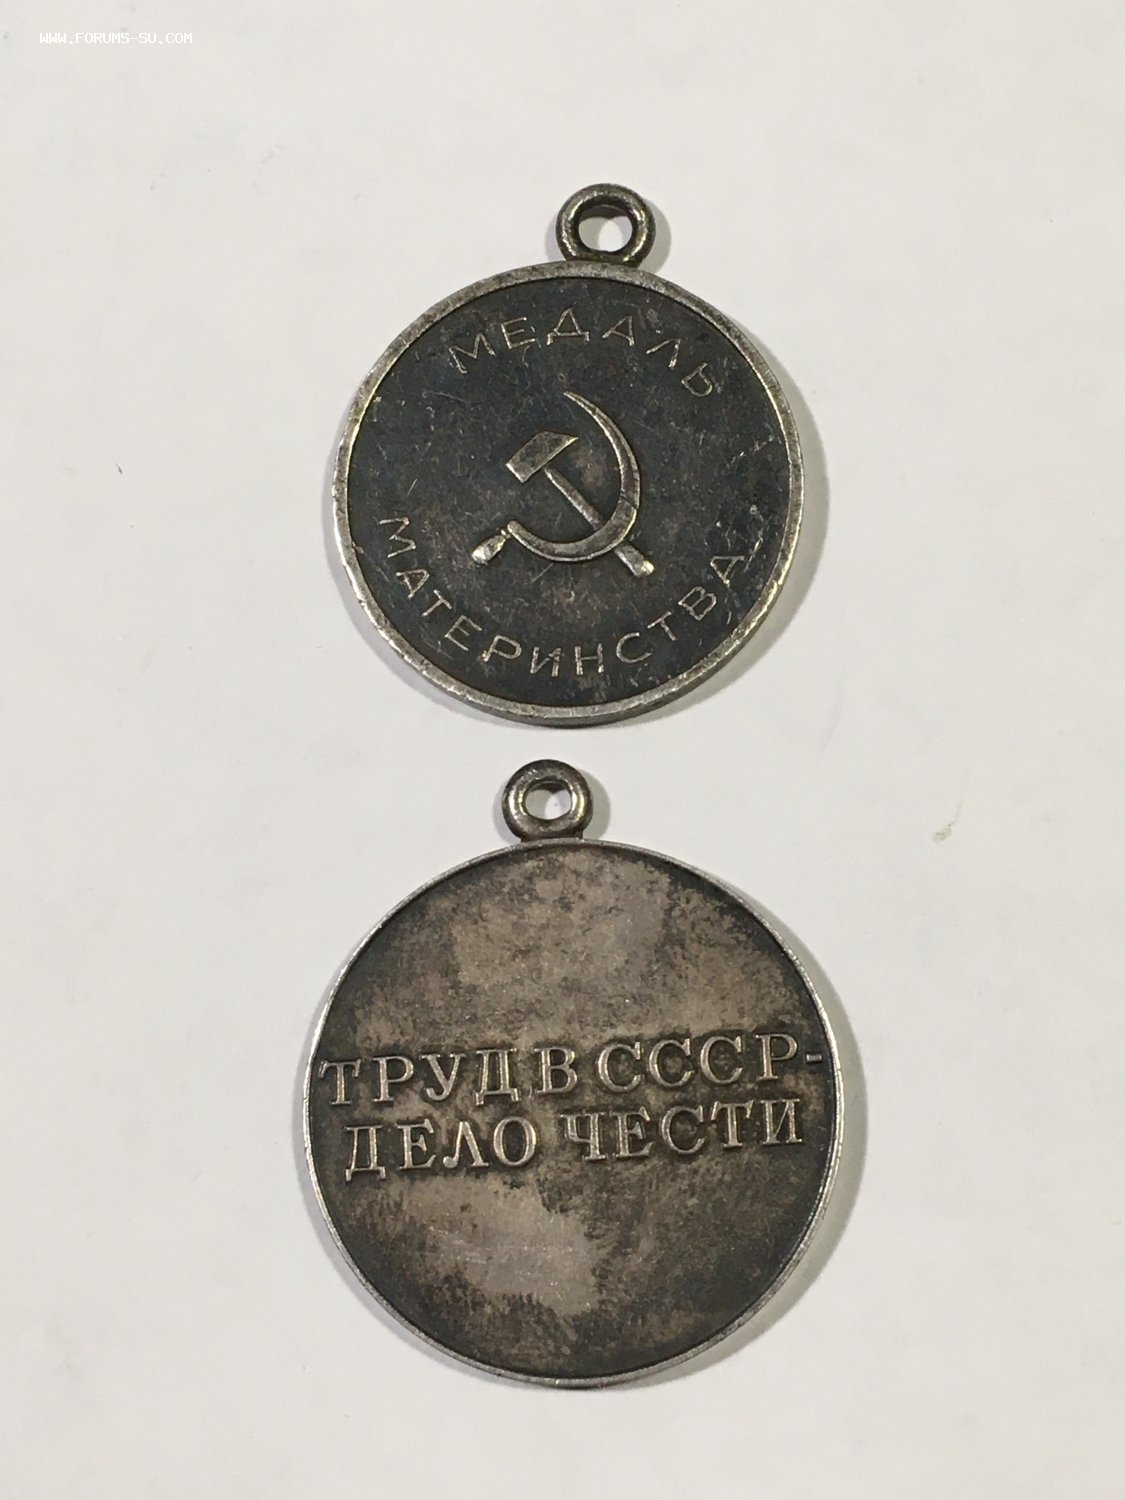 WWW.FORUMS-SU.COM
МЕДАЛЬ
МАТЕРИНСТВА
ТРУД В СССР-
ДЕЛО ЧЕСТИ